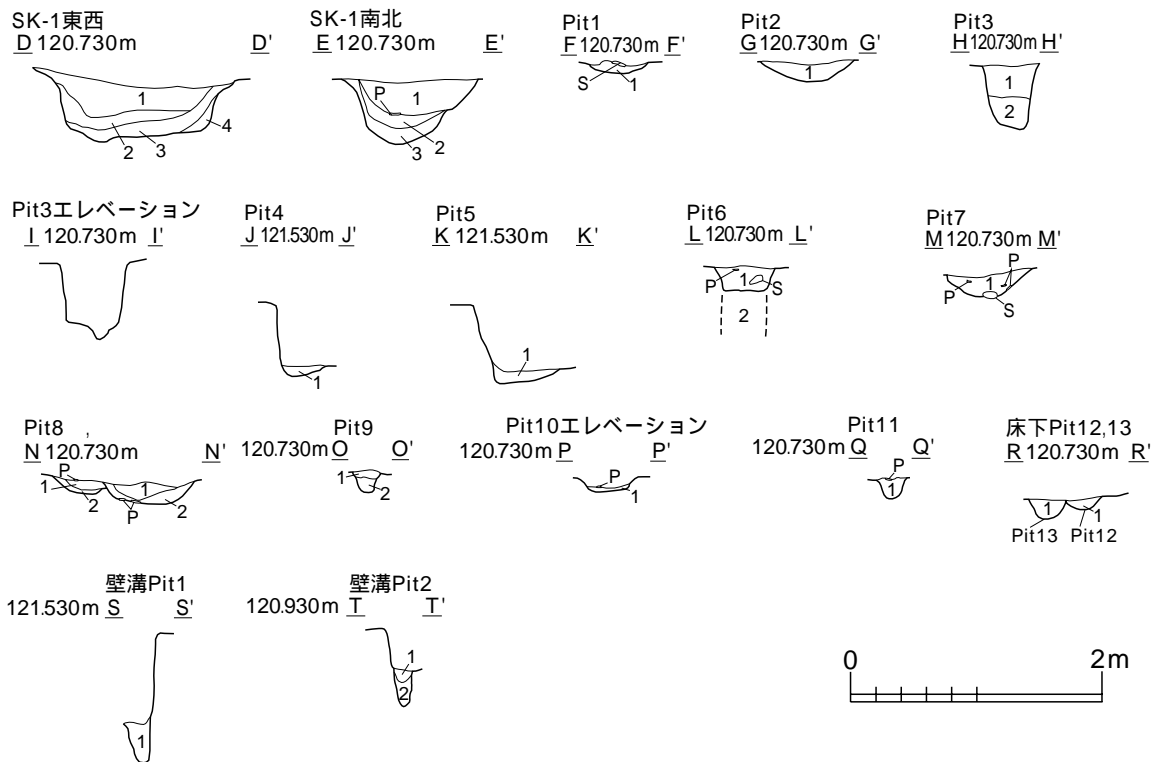 SK-1東西
D 120.730m D'
1
2
3
4
SK-1南北
E 120.730m E'
P
1
2
3
Pit1
F 120.730m F'
S
1
Pit2
G 120.730m G'
1
Pit3
H 120.730m H'
1
2
Pit3エレベーション
I 120.730m I'
Pit4
J 121.530m J'
1
Pit5
K 121.530m K'
1
Pit6
L 120.730m L'
P
1
S
2
Pit7
M 120.730m M'
P
P
1
S
Pit8
N 120.730m N'
P
1
1
2
P
2
Pit9
120.730m O O'
1
2
Pit10エレベーション
120.730m P P'
P
1
Pit11
120.730m Q Q'
P
1
床下Pit12,13
R 120.730m R'
1
1
Pit13 Pit12
壁溝Pit1
121.530m S S'
1
壁溝Pit2
120.930m T T'
1
2
0 2m